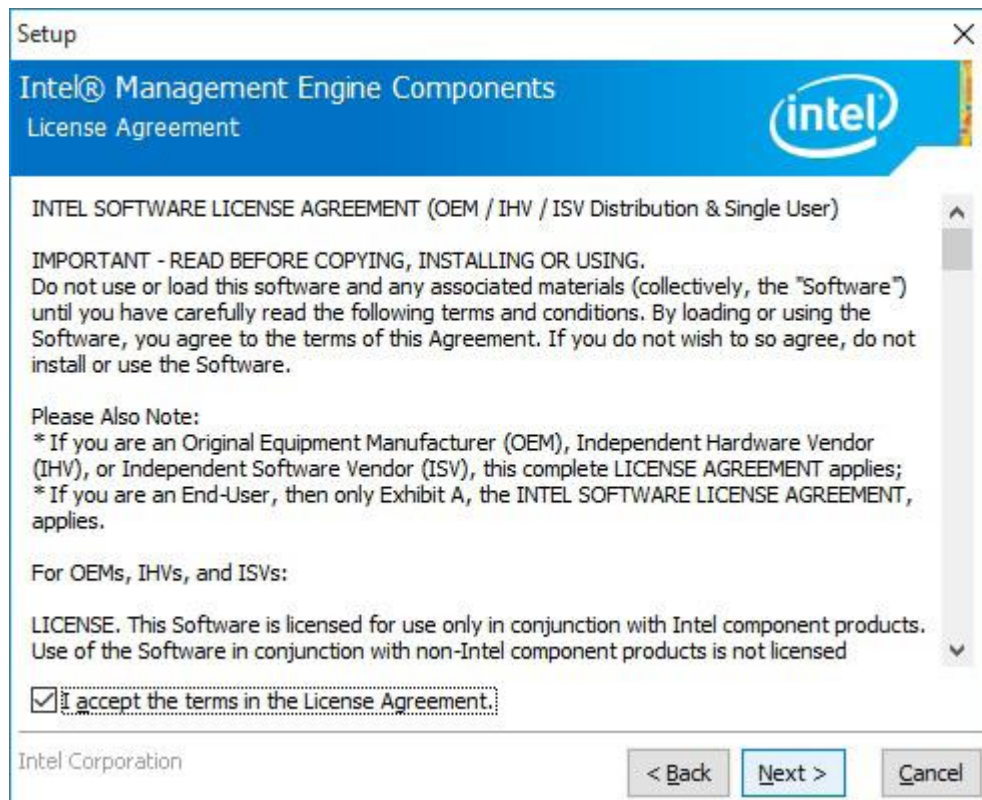 Setup
Intel® Management Engine Components
License Agreement
intel
INTEL SOFTWARE LICENSE AGREEMENT (OEM / IHV / ISV Distribution & Single User)
IMPORTANT - READ BEFORE COPYING, INSTALLING OR USING.
Do not use or load this software and any associated materials (collectively, the "Software")
until you have carefully read the following terms and conditions. By loading or using the
Software, you agree to the terms of this Agreement. If you do not wish to so agree, do not
install or use the Software.
Please Also Note:
* If you are an Original Equipment Manufacturer (OEM), Independent Hardware Vendor
(IHV), or Independent Software Vendor (ISV), this complete LICENSE AGREEMENT applies;
* If you are an End-User, then only Exhibit A, the INTEL SOFTWARE LICENSE AGREEMENT,
applies.
For OEMs, IHVs, and ISVs:
LICENSE. This Software is licensed for use only in conjunction with Intel component products.
Use of the Software in conjunction with non-Intel component products is not licensed
I accept the terms in the License Agreement.
Intel Corporation
< Back
Next >
Cancel